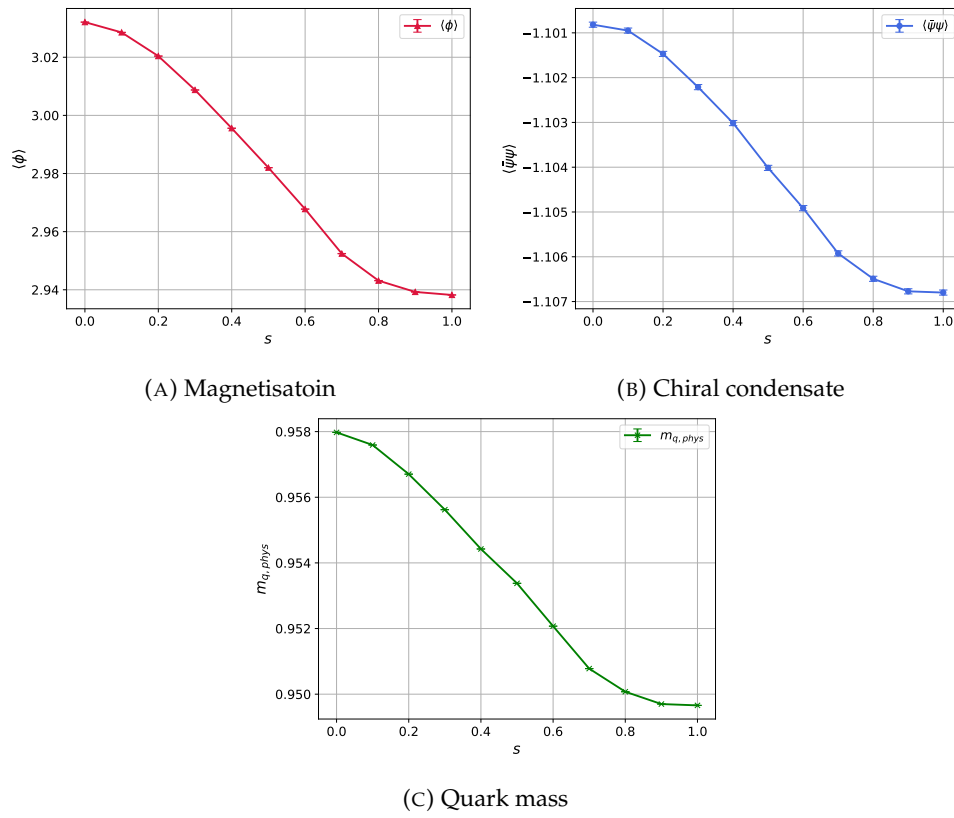 ⟨ϕ⟩
3.02
3.00
2.98
2.96
2.94
⟨ϕ⟩
0.0 0.2 0.4 0.6 0.8 1.0
s
(A) Magnetisatoin
⟨ψ̄ψ⟩
−1.101
−1.102
−1.103
−1.104
−1.105
−1.106
−1.107
⟨ψ̄ψ⟩
0.0 0.2 0.4 0.6 0.8 1.0
s
(B) Chiral condensate
m_{q,phys}
0.958
0.956
0.954
0.952
0.950
m_{q,phys}
0.0 0.2 0.4 0.6 0.8 1.0
s
(C) Quark mass